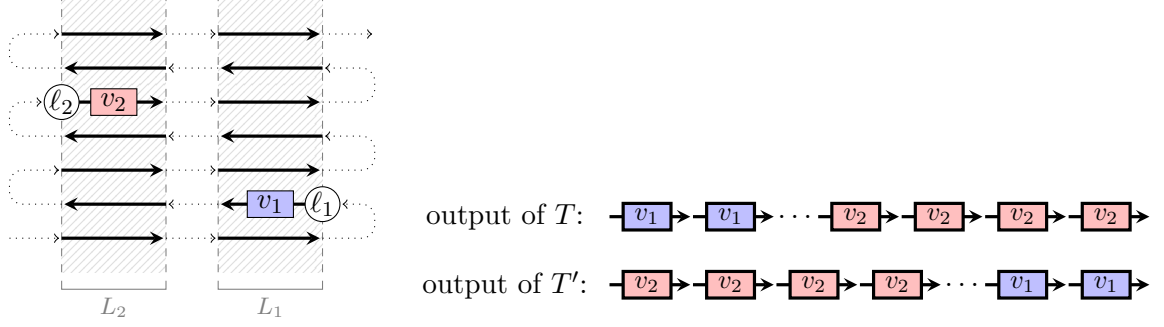 ℓ₂ v₂
v₁ ℓ₁
L₂ L₁
output of T: v₁ v₁ ···· v₂ v₂ v₂ v₂
output of T′: v₂ v₂ v₂ v₂ ···· v₁ v₁